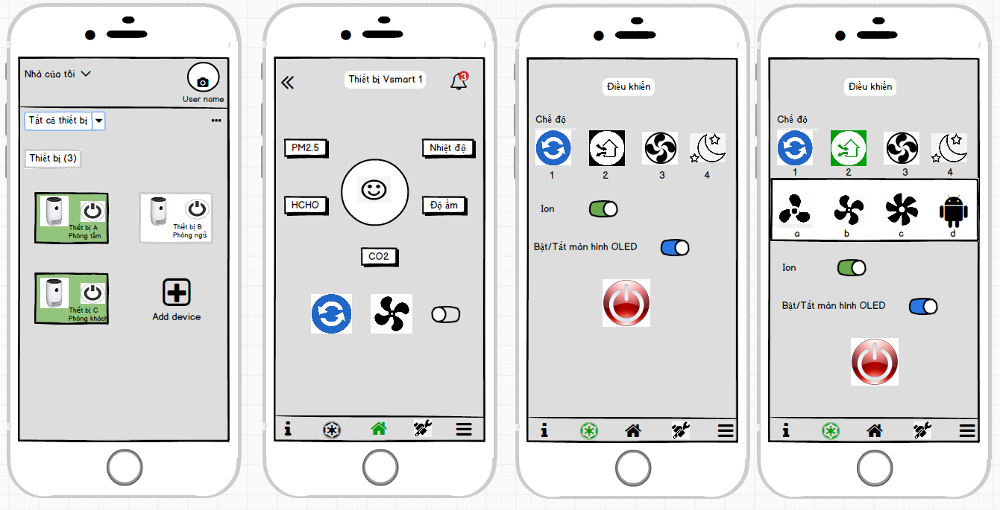 Nhà của tôi
User name
Tất cả thiết bị
Thiết bị (3)
Thiết bị A
Phòng tắm
Thiết bị B
Phòng ngủ
Thiết bị C
Phòng khách
Add device
Thiết bị Vsmart 1
3
PM2.5
Nhiệt độ
HCHO
Độ ẩm
CO2
Điều khiển
Chế độ
1 2 3 4
Ion
Bật/Tắt màn hình OLED
Điều khiển
Chế độ
1 2 3 4
a b c d
Ion
Bật/Tắt màn hình OLED